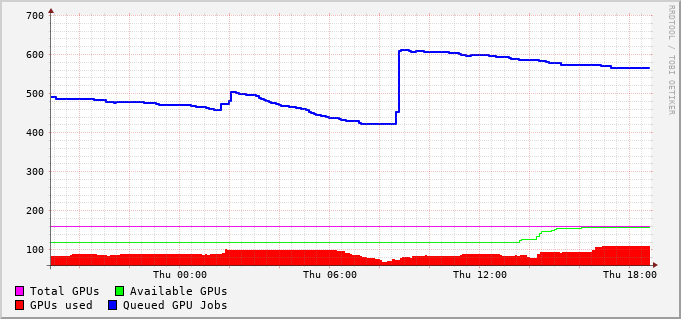 700
600
500
400
300
200
100
Thu 00:00 Thu 06:00 Thu 12:00 Thu 18:00
Total GPUs Available GPUs
GPUs used Queued GPU Jobs
RRDTOOL / TOBI OETIKER